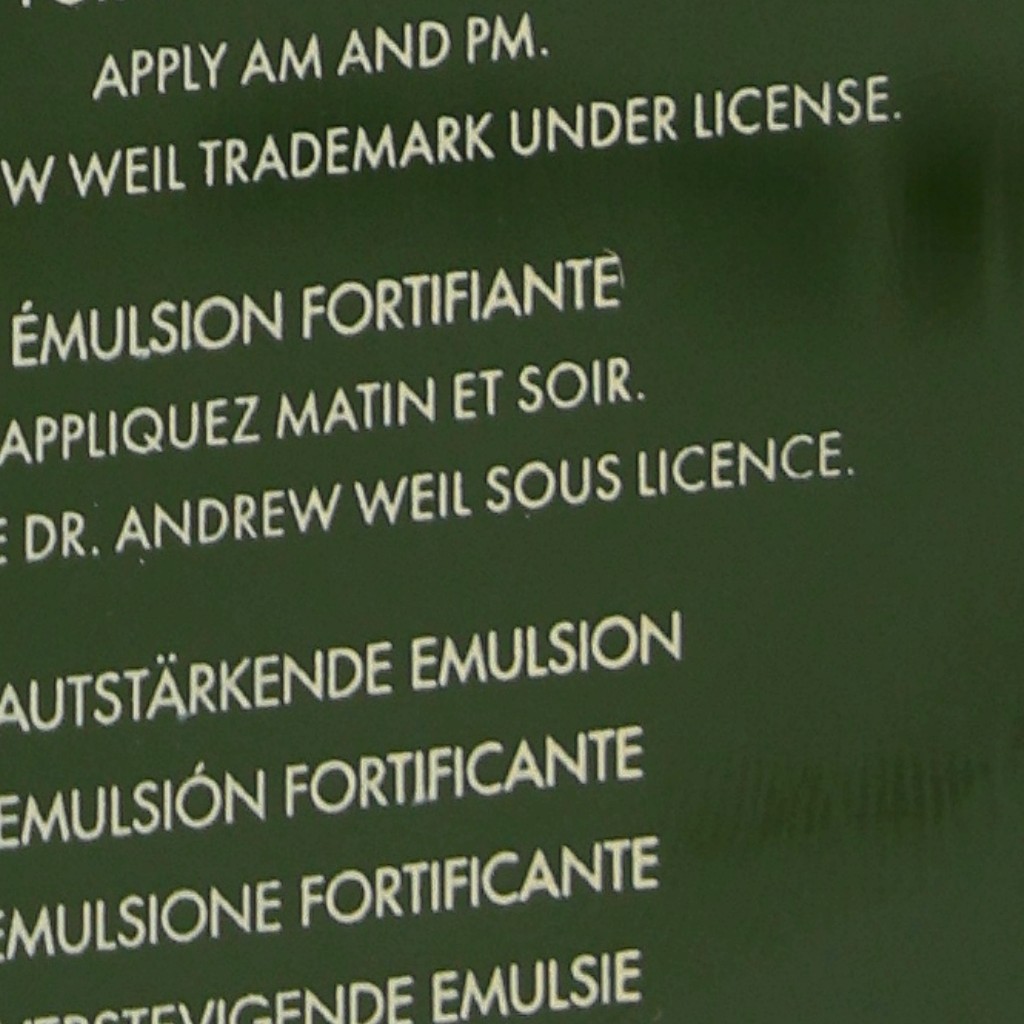 APPLY AM AND PM.
W WEIL TRADEMARK UNDER LICENSE.
ÉMULSION FORTIFIANTE
APPLIQUEZ MATIN ET SOIR.
E DR. ANDREW WEIL SOUS LICENCE.
AUTSTÄRKENDE EMULSION
EMULSIÓN FORTIFICANTE
EMULSIONE FORTIFICANTE
VERSTEVIGENDE EMULSIE